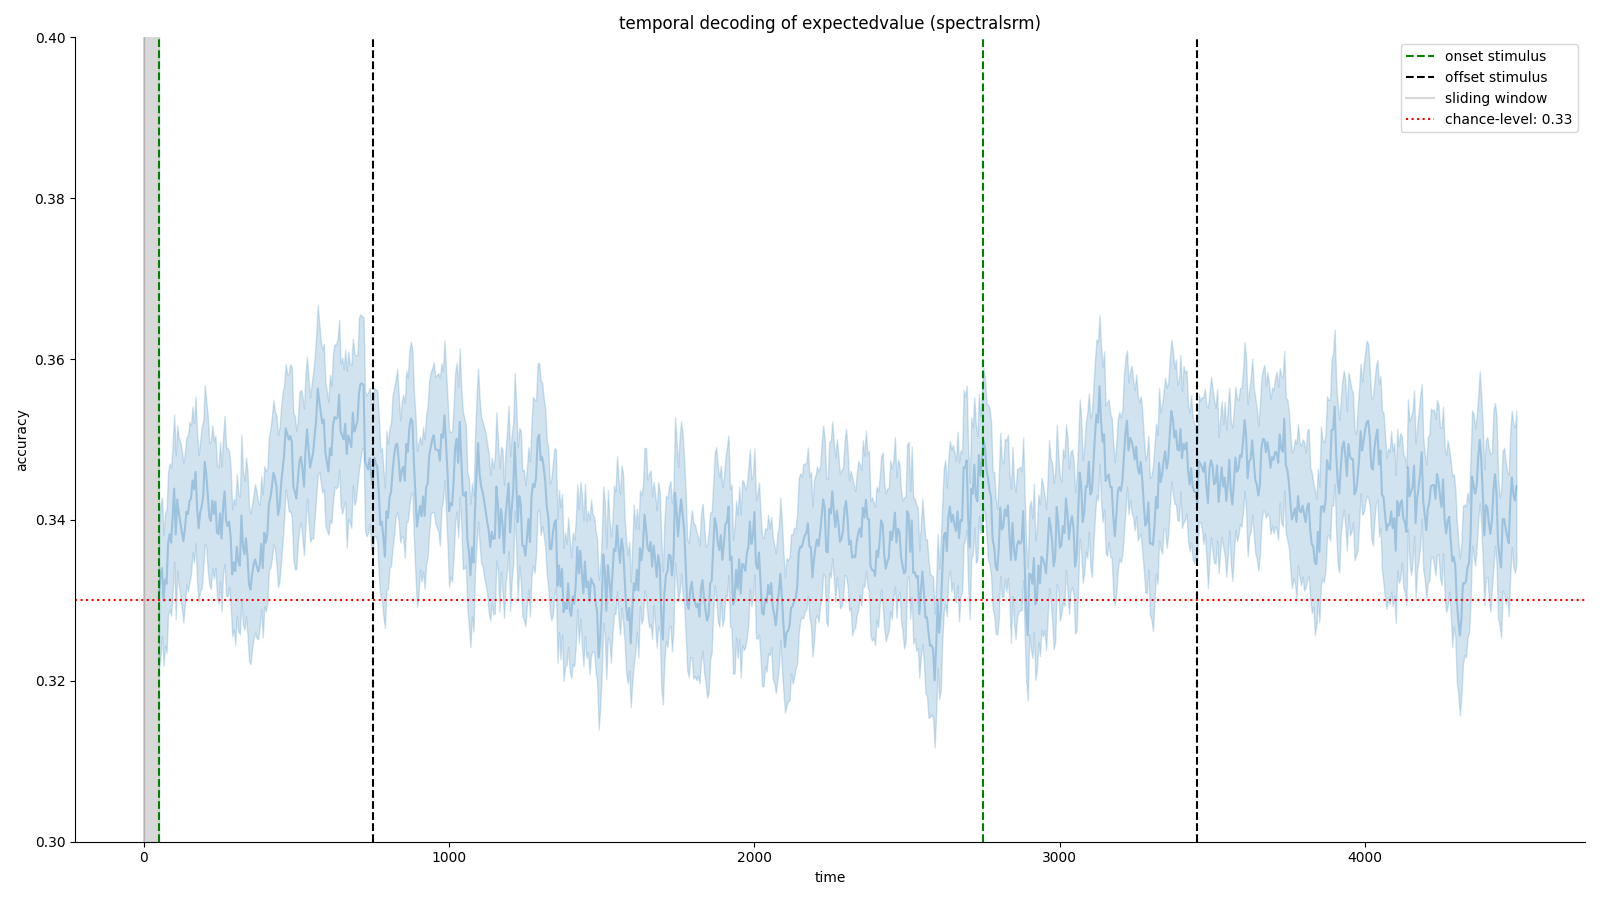 temporal decoding of expectedvalue (spectralsrm)
onset stimulus
offset stimulus
sliding window
chance-level: 0.33
accuracy
0.40
0.38
0.36
0.34
0.32
0.30
0
1000
2000
3000
4000
time